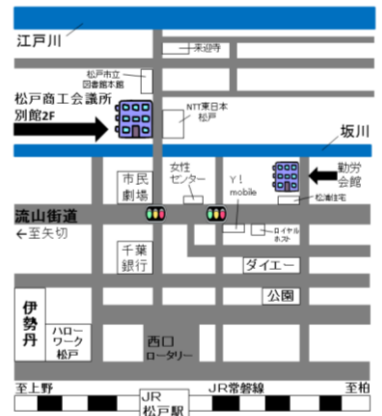 江戸川
来迎寺
松戸市立
図書館本館
松戸商工会議所
別館2F
NTT東日本
松戸
坂川
市民
劇場
女性
センター
Y!
mobile
勤労
会館
松浦住宅
流山街道
←至矢切
ロイヤル
ホスト
千葉
銀行
ダイエー
公園
伊勢丹
ハロー
ワーク
松戸
西口
ロータリー
至上野
JR
松戸駅
JR常磐線
至柏